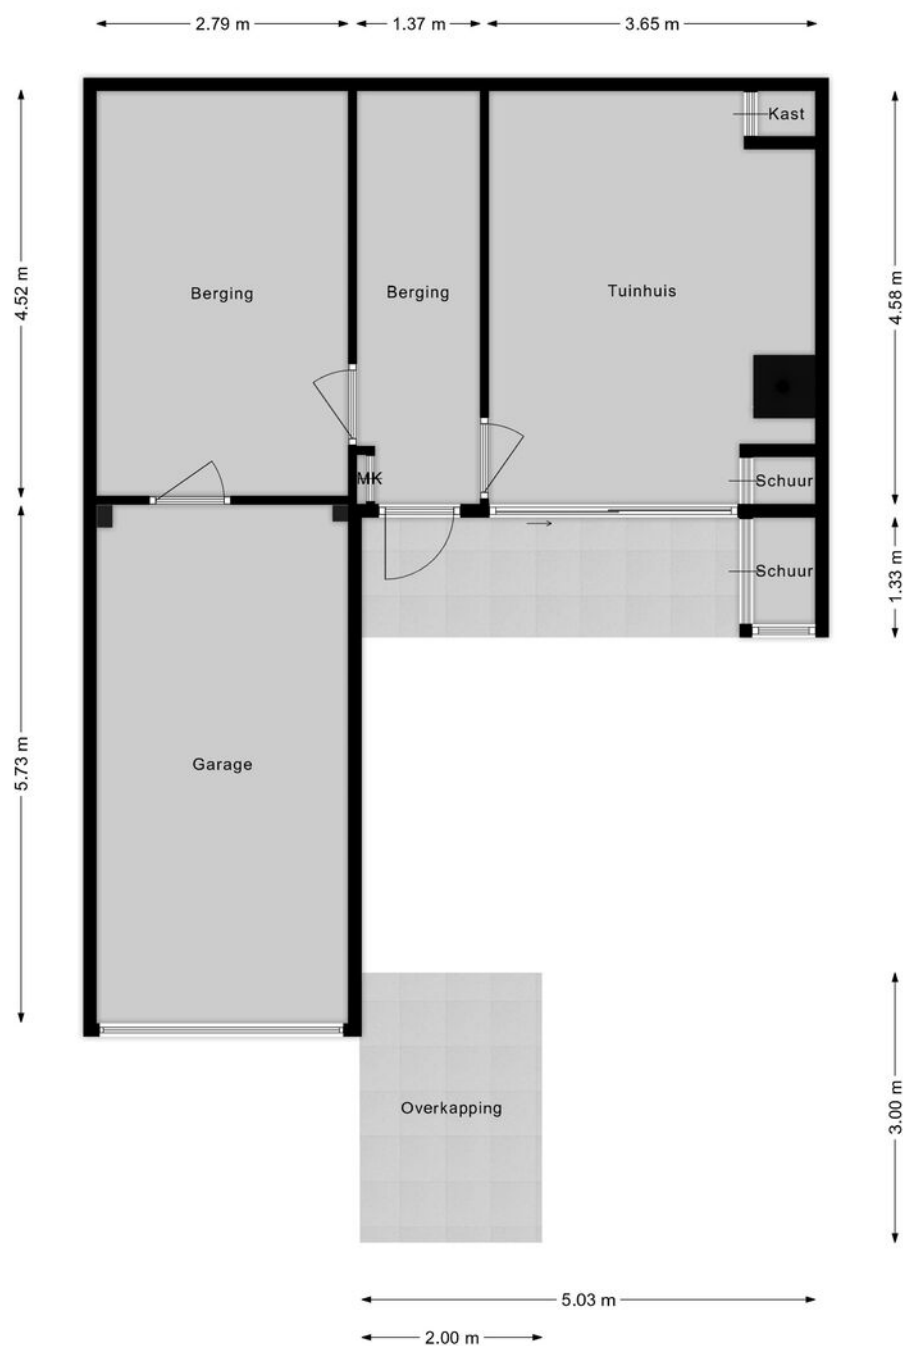 2.79 m
1.37 m
3.65 m
Kast
4.52 m
4.58 m
Berging
Berging
Tuinhuis
MK
Schuur
Schuur
1.33 m
5.73 m
Garage
Overkapping
3.00 m
5.03 m
2.00 m